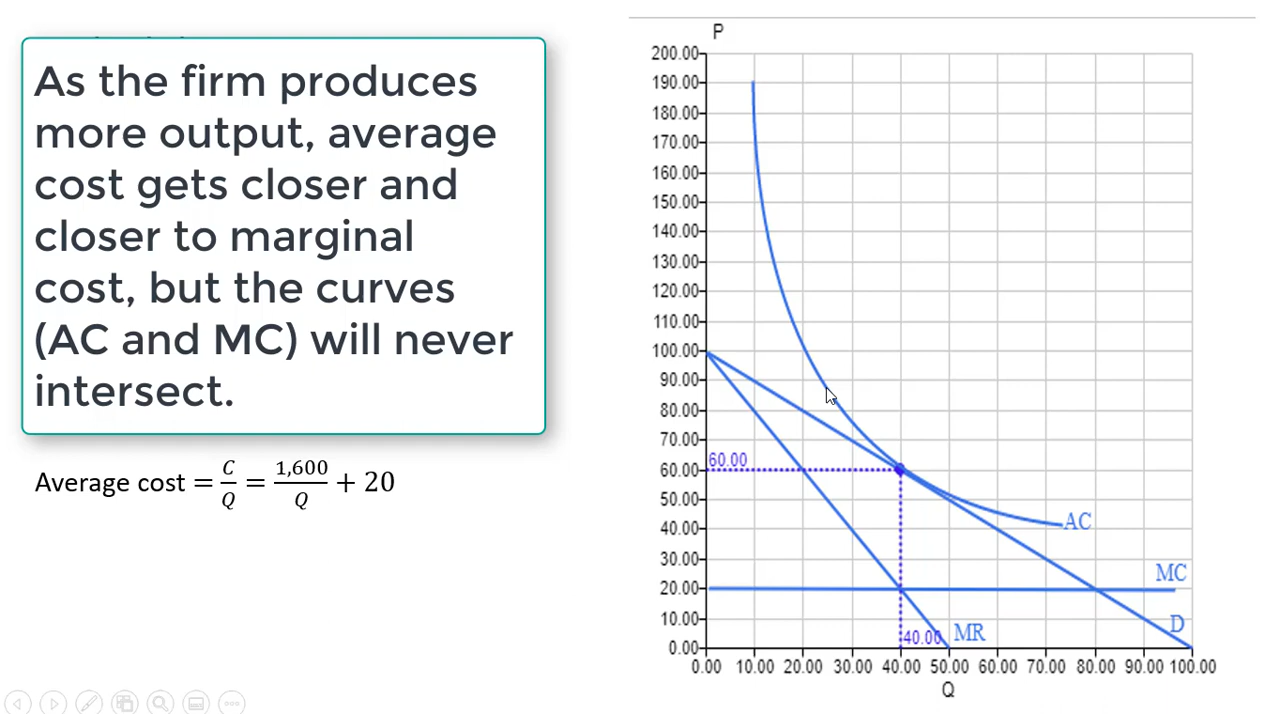 As the firm produces
more output, average
cost gets closer and
closer to marginal
cost, but the curves
(AC and MC) will never
intersect.
Average cost = C/Q = 1,600/Q + 20
P
200.00
190.00
180.00
170.00
160.00
150.00
140.00
130.00
120.00
110.00
100.00
90.00
80.00
70.00
60.00
50.00
40.00
30.00
20.00
10.00
0.00
60.00
AC
MC
D
40.00
MR
0.00 10.00 20.00 30.00 40.00 50.00 60.00 70.00 80.00 90.00 100.00
Q